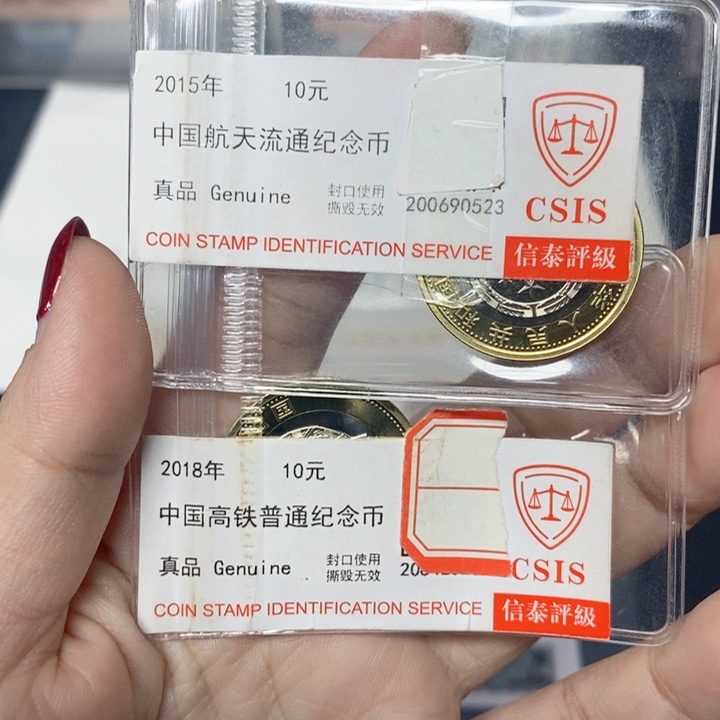 2015年 10元
中国航天流通纪念币
真品 Genuine 封口使用
撕毁无效 200690523
CSIS
COIN STAMP IDENTIFICATION SERVICE 信泰評級
2018年 10元
中国高铁普通纪念币
真品 Genuine 封口使用
撕毁无效
CSIS
COIN STAMP IDENTIFICATION SERVICE 信泰評級